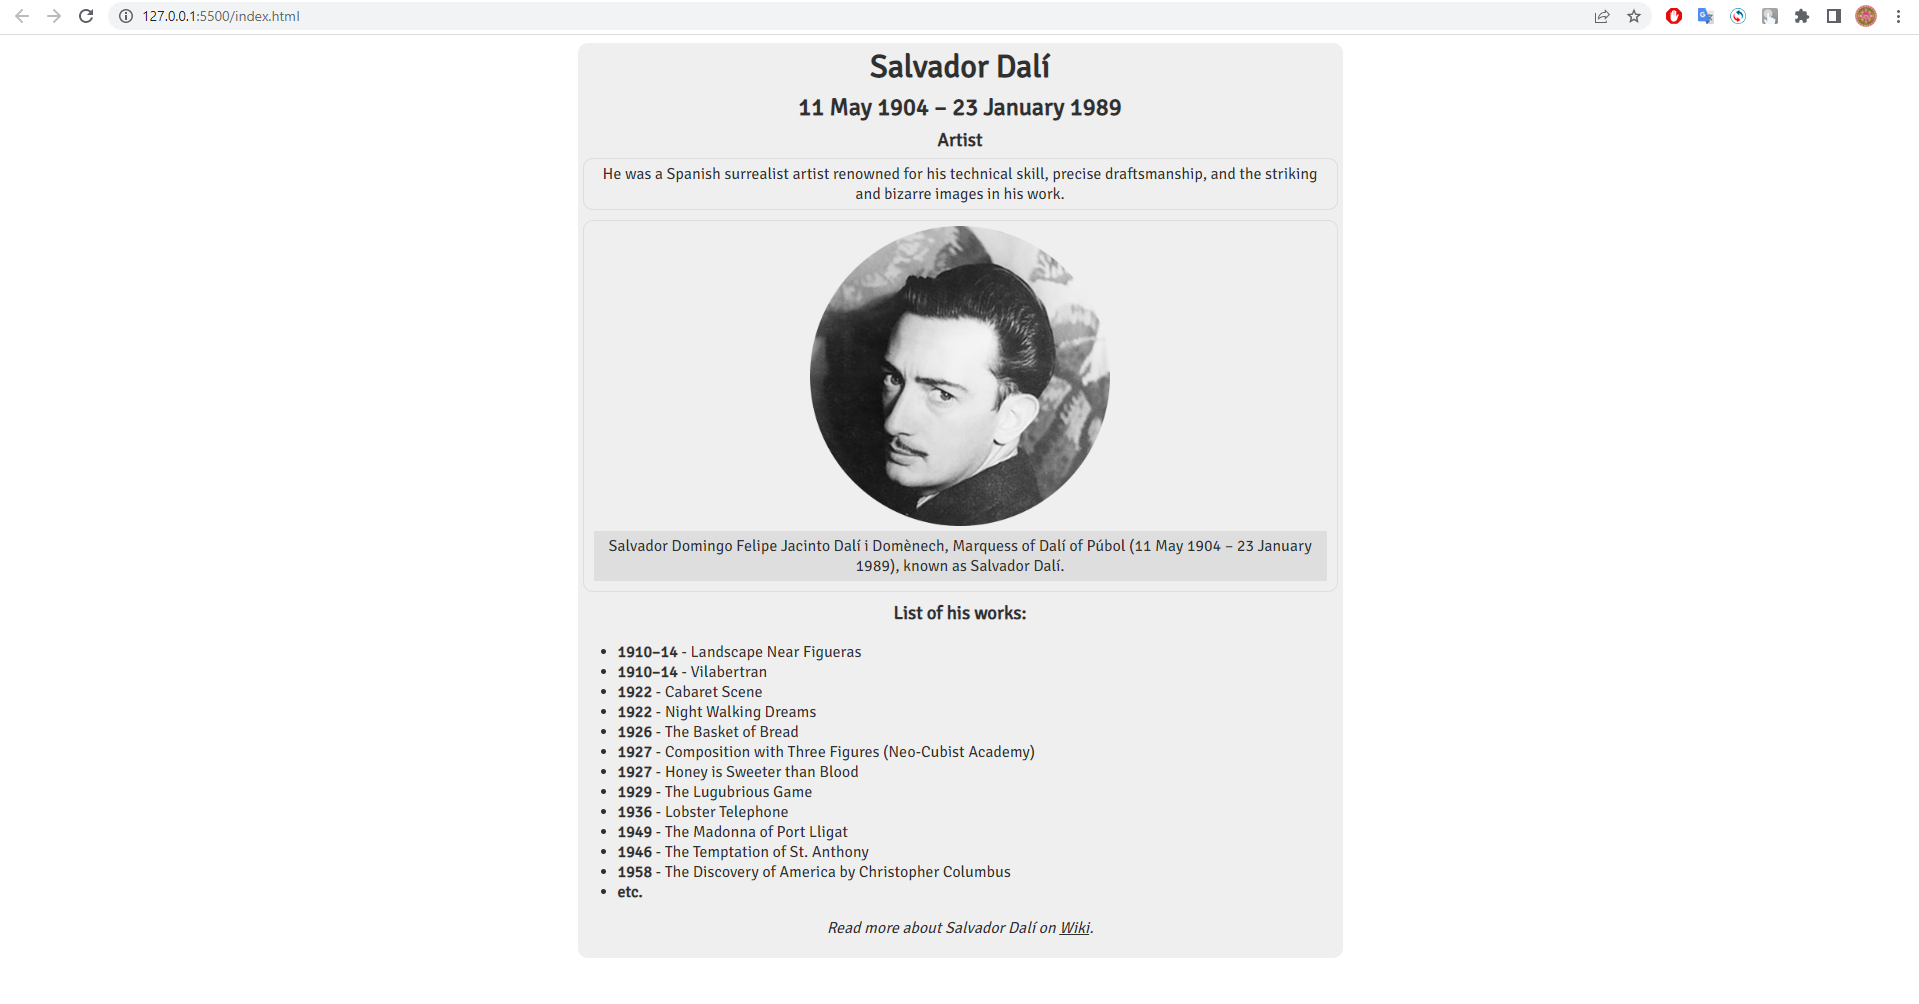 127.0.0.1:5500/index.html
Salvador Dalí
11 May 1904 – 23 January 1989
Artist
He was a Spanish surrealist artist renowned for his technical skill, precise draftsmanship, and the striking
and bizarre images in his work.
Salvador Domingo Felipe Jacinto Dalí i Domènech, Marquess of Dalí of Púbol (11 May 1904 – 23 January
1989), known as Salvador Dalí.
List of his works:
• 1910–14 - Landscape Near Figueras
• 1910–14 - Vilabertran
• 1922 - Cabaret Scene
• 1922 - Night Walking Dreams
• 1926 - The Basket of Bread
• 1927 - Composition with Three Figures (Neo-Cubist Academy)
• 1927 - Honey is Sweeter than Blood
• 1929 - The Lugubrious Game
• 1936 - Lobster Telephone
• 1949 - The Madonna of Port Lligat
• 1946 - The Temptation of St. Anthony
• 1958 - The Discovery of America by Christopher Columbus
• etc.
Read more about Salvador Dalí on Wiki.